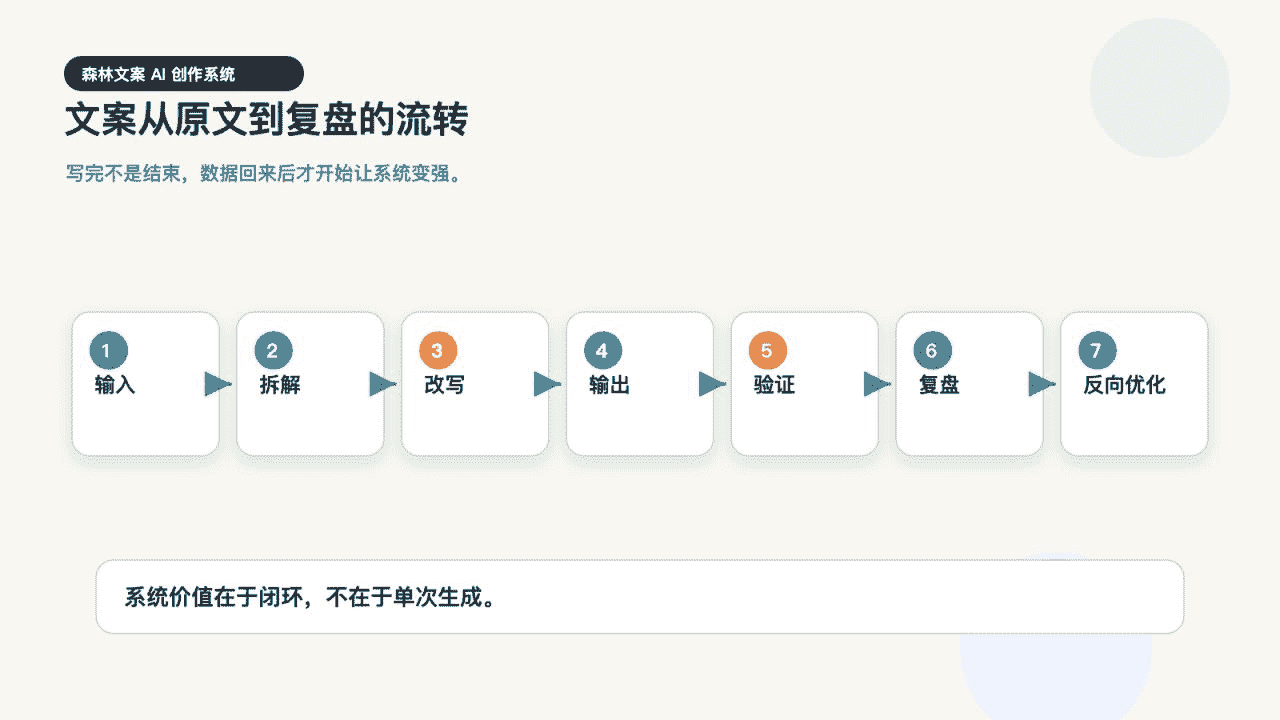 森林文案 AI 创作系统
文案从原文到复盘的流转
写完不是结束，数据回来后才开始让系统变强。
1
输入
2
拆解
3
改写
4
输出
5
验证
6
复盘
7
反向优化
系统价值在于闭环，不在于单次生成。